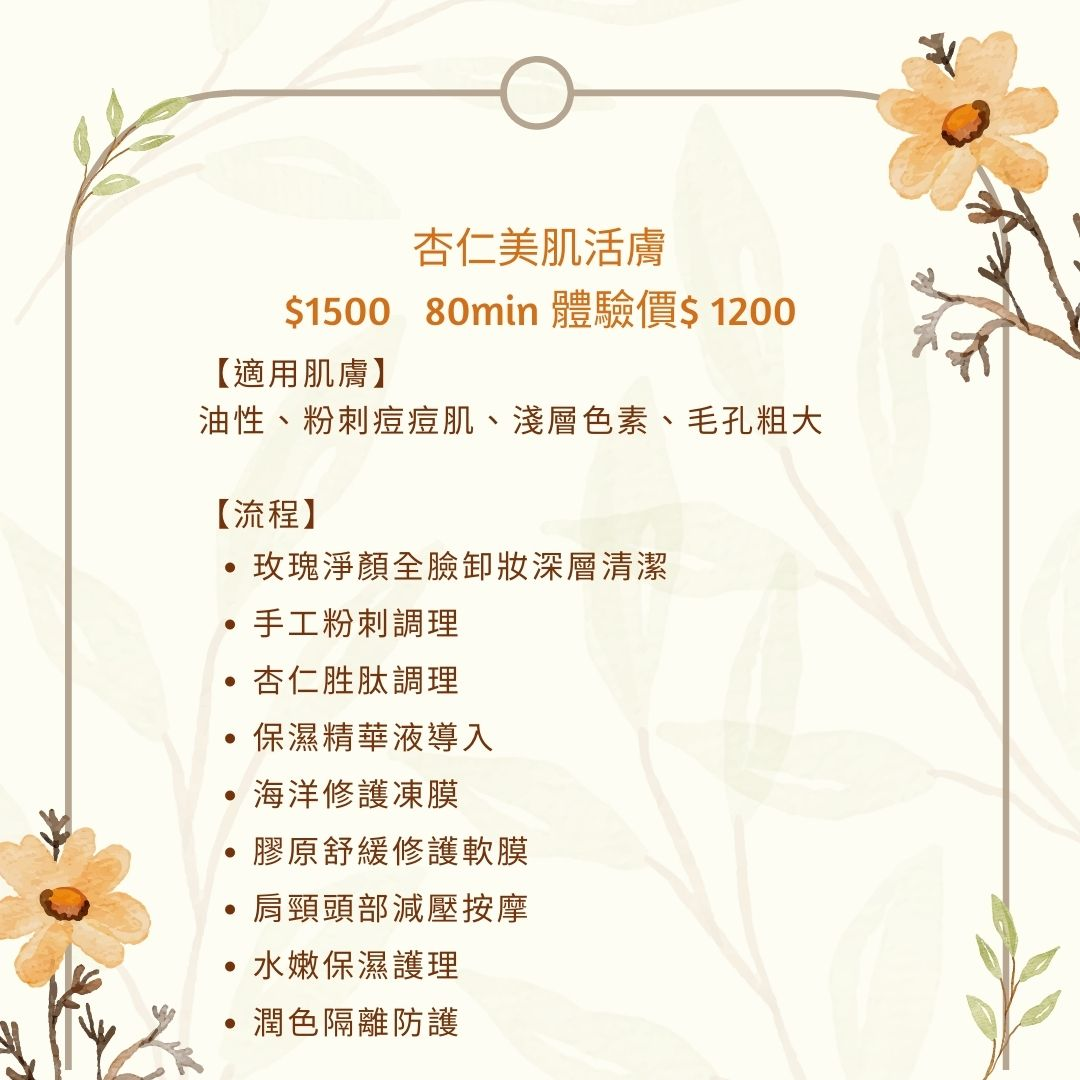 杏仁美肌活膚
$1500 80min 體驗價$ 1200
【適用肌膚】
油性、粉刺痘痘肌、淺層色素、毛孔粗大
【流程】
• 玫瑰淨顏全臉卸妝深層清潔
• 手工粉刺調理
• 杏仁胜肽調理
• 保濕精華液導入
• 海洋修護凍膜
• 膠原舒緩修護軟膜
• 肩頸頭部減壓按摩
• 水嫩保濕護理
• 潤色隔離防護